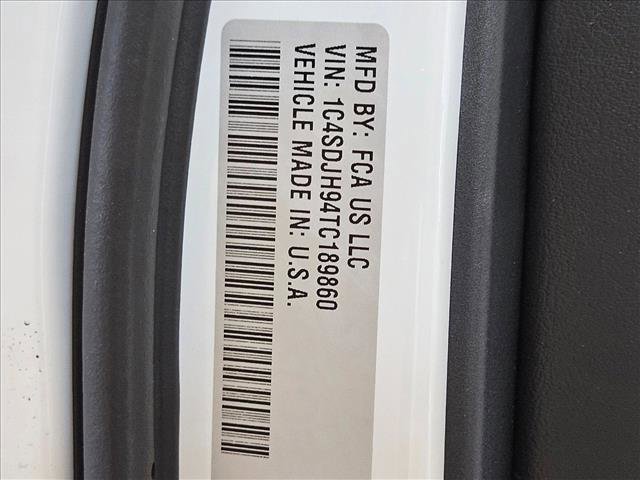 MFD BY: FCA US LLC
VIN: 1C4SDJH94TC189860
VEHICLE MADE IN: U.S.A.